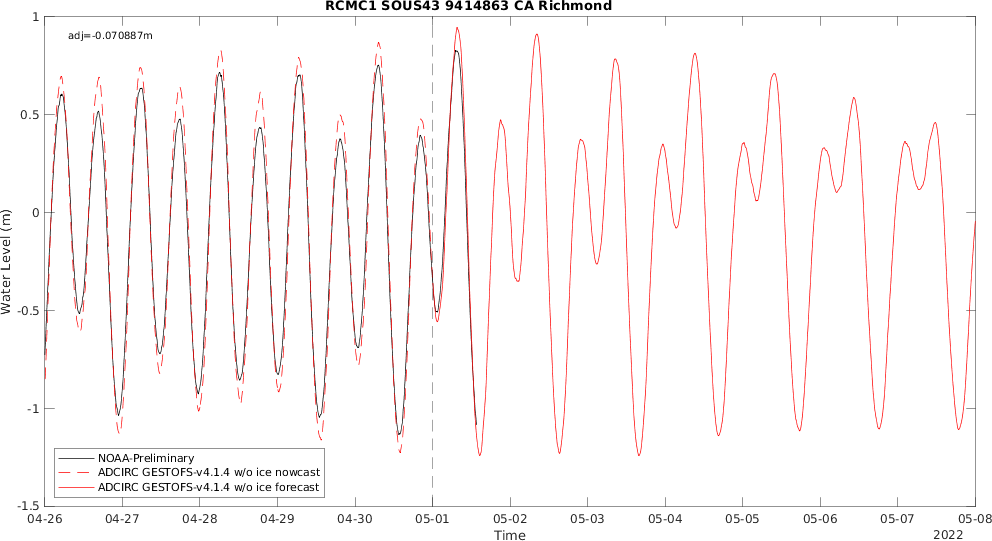 RCMC1 SOUS43 9414863 CA Richmond
adj=-0.070887m
1
0.5
0
-0.5
-1
-1.5
Water Level (m)
NOAA-Preliminary
ADCIRC GESTOFS-v4.1.4 w/o ice nowcast
ADCIRC GESTOFS-v4.1.4 w/o ice forecast
04-26 04-27 04-28 04-29 04-30 05-01 05-02 05-03 05-04 05-05 05-06 05-07 05-08
Time
2022